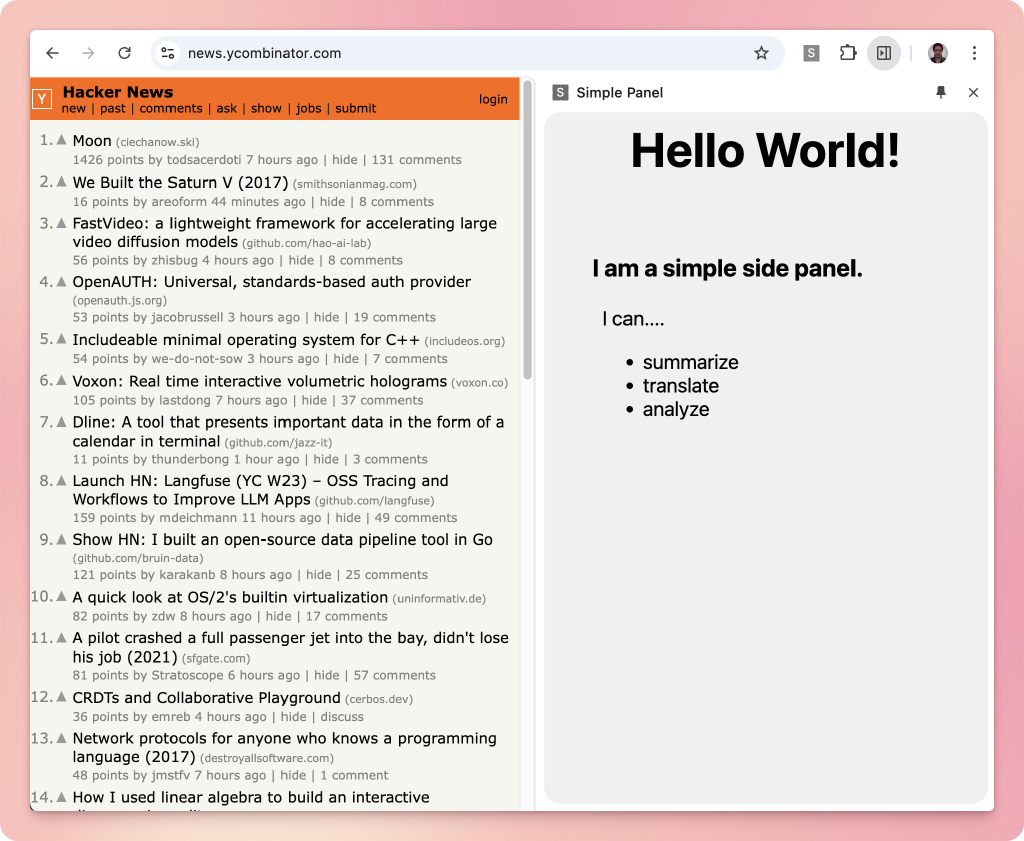 news.ycombinator.com
S
Y
Hacker News
new | past | comments | ask | show | jobs | submit
login
1. Moon (ciechanow.ski)
1426 points by todsacerdoti 7 hours ago | hide | 131 comments
2. We Built the Saturn V (2017) (smithsonianmag.com)
16 points by areoform 44 minutes ago | hide | 8 comments
3. FastVideo: a lightweight framework for accelerating large
video diffusion models (github.com/hao-ai-lab)
56 points by zhisbug 4 hours ago | hide | 8 comments
4. OpenAUTH: Universal, standards-based auth provider
(openauth.js.org)
53 points by jacobrussell 3 hours ago | hide | 19 comments
5. Includeable minimal operating system for C++ (includeos.org)
54 points by we-do-not-sow 3 hours ago | hide | 7 comments
6. Voxon: Real time interactive volumetric holograms (voxon.co)
105 points by lastdong 7 hours ago | hide | 37 comments
7. Dline: A tool that presents important data in the form of a
calendar in terminal (github.com/jazz-it)
11 points by thunderbong 1 hour ago | hide | 3 comments
8. Launch HN: Langfuse (YC W23) – OSS Tracing and
Workflows to Improve LLM Apps (github.com/langfuse)
159 points by mdeichmann 11 hours ago | hide | 49 comments
9. Show HN: I built an open-source data pipeline tool in Go
(github.com/bruin-data)
121 points by karakanb 8 hours ago | hide | 25 comments
10. A quick look at OS/2's builtin virtualization (uninformativ.de)
82 points by zdw 8 hours ago | hide | 17 comments
11. A pilot crashed a full passenger jet into the bay, didn't lose
his job (2021) (sfgate.com)
81 points by Stratoscope 6 hours ago | hide | 57 comments
12. CRDTs and Collaborative Playground (cerbos.dev)
36 points by emreb 4 hours ago | hide | discuss
13. Network protocols for anyone who knows a programming
language (2017) (destroyallsoftware.com)
48 points by jmstfv 7 hours ago | hide | 1 comment
14. How I used linear algebra to build an interactive
S Simple Panel
Hello World!
I am a simple side panel.
I can....
• summarize
• translate
• analyze